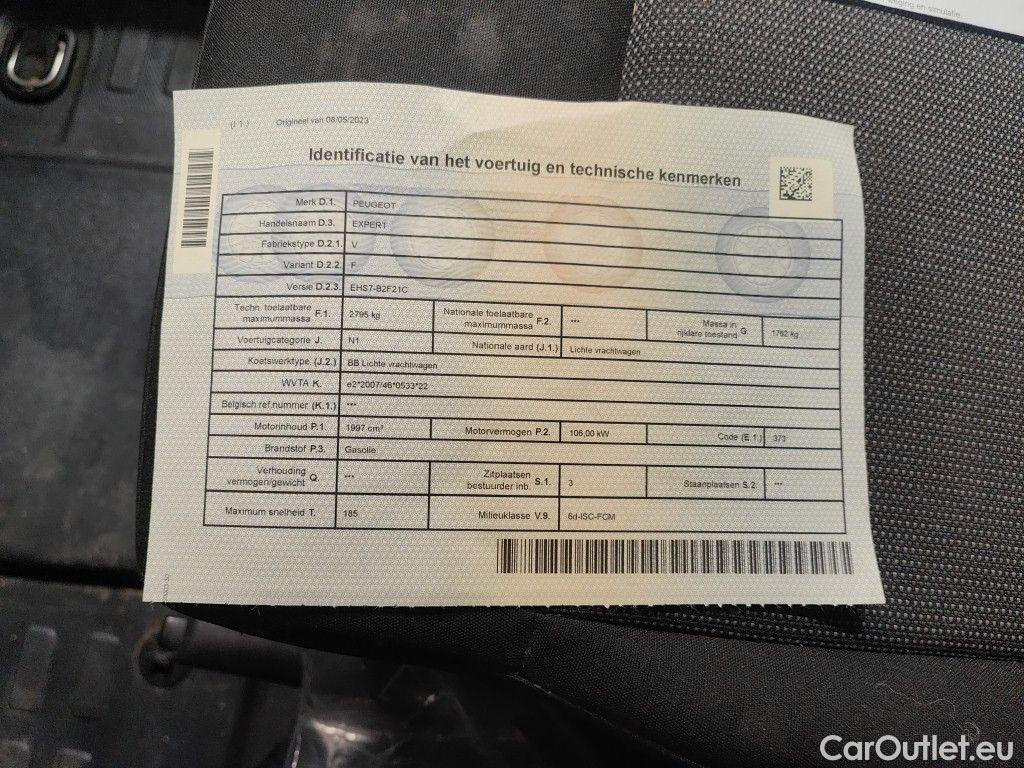 weging en simulatie.
(I.1.) Origineel van 08/05/2023
Identificatie van het voertuig en technische kenmerken
Merk D.1. PEUGEOT
Handelsnaam D.3. EXPERT
Fabriekstype D.2.1. V
Variant D.2.2. F
Versie D.2.3. EHS7-B2F21C
Techn. toelaatbare maximummassa F.1. 2795 kg Nationale toelaatbare maximummassa F.2. *** Massa in rijklare toestand G. 1762 kg
Voertuigcategorie J. N1 Nationale aard (J.1.) Lichte vrachtwagen
Koetswerktype (J.2.) BB Lichte vrachtwagen
WVTA K. e2*2007/46*0533*22
Belgisch ref.nummer (K.1.) ***
Motorinhoud P.1. 1997 cm³ Motorvermogen P.2. 106,00 kW Code (E.1.) 373
Brandstof P.3. Gasolie
Verhouding vermogen/gewicht Q. *** Zitplaatsen bestuurder inb. S.1. 3 Staanplaatsen S.2. ***
Maximum snelheid T. 185 Milieuklasse V.9. 6d-ISC-FCM
CarOutlet.eu